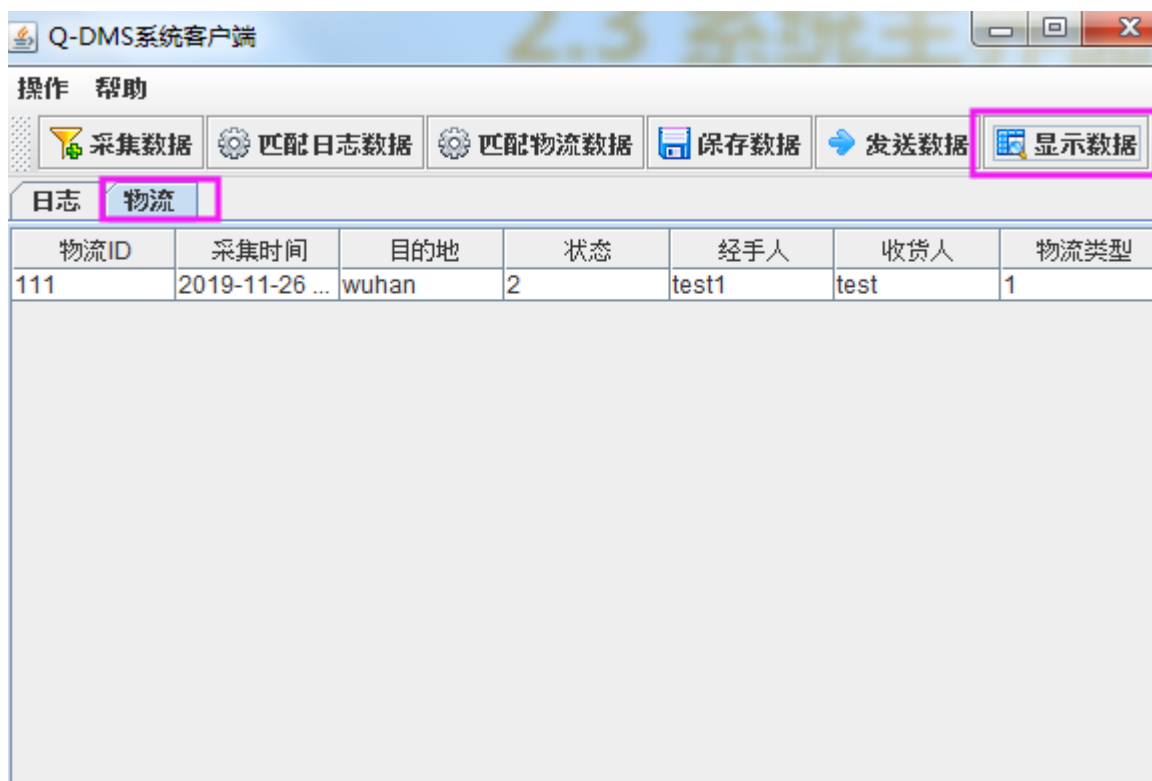 2.3
Q-DMS系统客户端
操作 帮助
采集数据 匹配日志数据 匹配物流数据 保存数据 发送数据 显示数据
日志 物流
物流ID 采集时间 目的地 状态 经手人 收货人 物流类型
111 2019-11-26 ... wuhan 2 test1 test 1